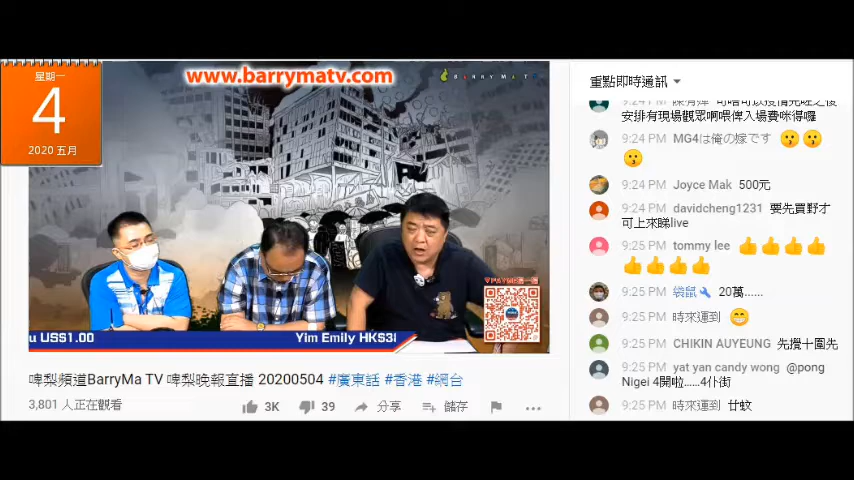 星期一
4
2020 五月
www.barrymatv.com
BARRYMATV
PAYME
u US$1.00
Yim Emily HK$3
啤梨頻道BarryMa TV 啤梨晚報直播 20200504 #廣東話 #香港 #網台
3,801 人正在觀看
3K
39
分享
儲存
重點即時通訊
安排有現場觀眾啊喂俾入場費咪得囉
9:24 PM MG4は俺の嫁です 😗😗
😗
9:24 PM Joyce Mak 500元
9:24 PM davidcheng1231 要先買野才
可上來睇live
9:25 PM tommy lee 👍👍👍👍
👍👍👍👍
9:25 PM 袋鼠 20萬......
9:25 PM 時來運到 😁
9:25 PM CHIKIN AUYEUNG 先攪十圍先
9:25 PM yat yan candy wong @pong
Nigei 4開啦......4仆街
9:25 PM 時來運到 廿蚊